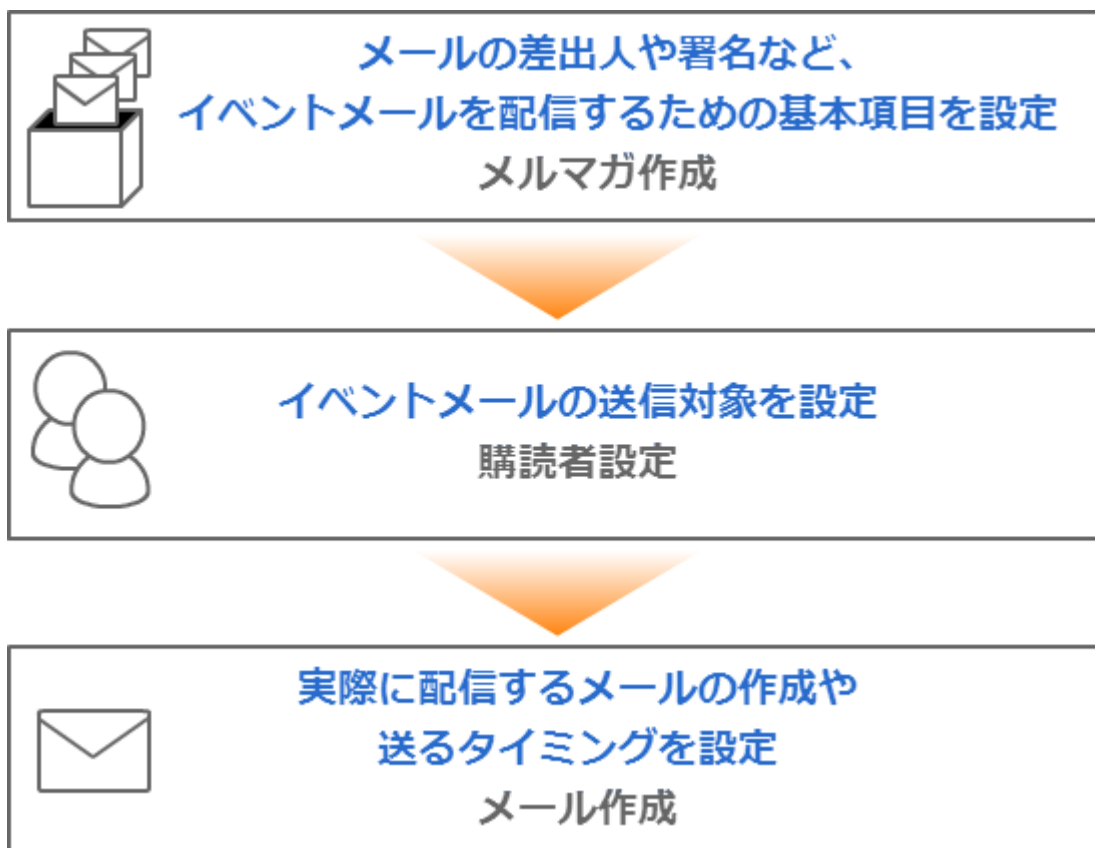 メールの差出人や署名など、
イベントメールを配信するための基本項目を設定
メルマガ作成
イベントメールの送信対象を設定
購読者設定
実際に配信するメールの作成や
送るタイミングを設定
メール作成